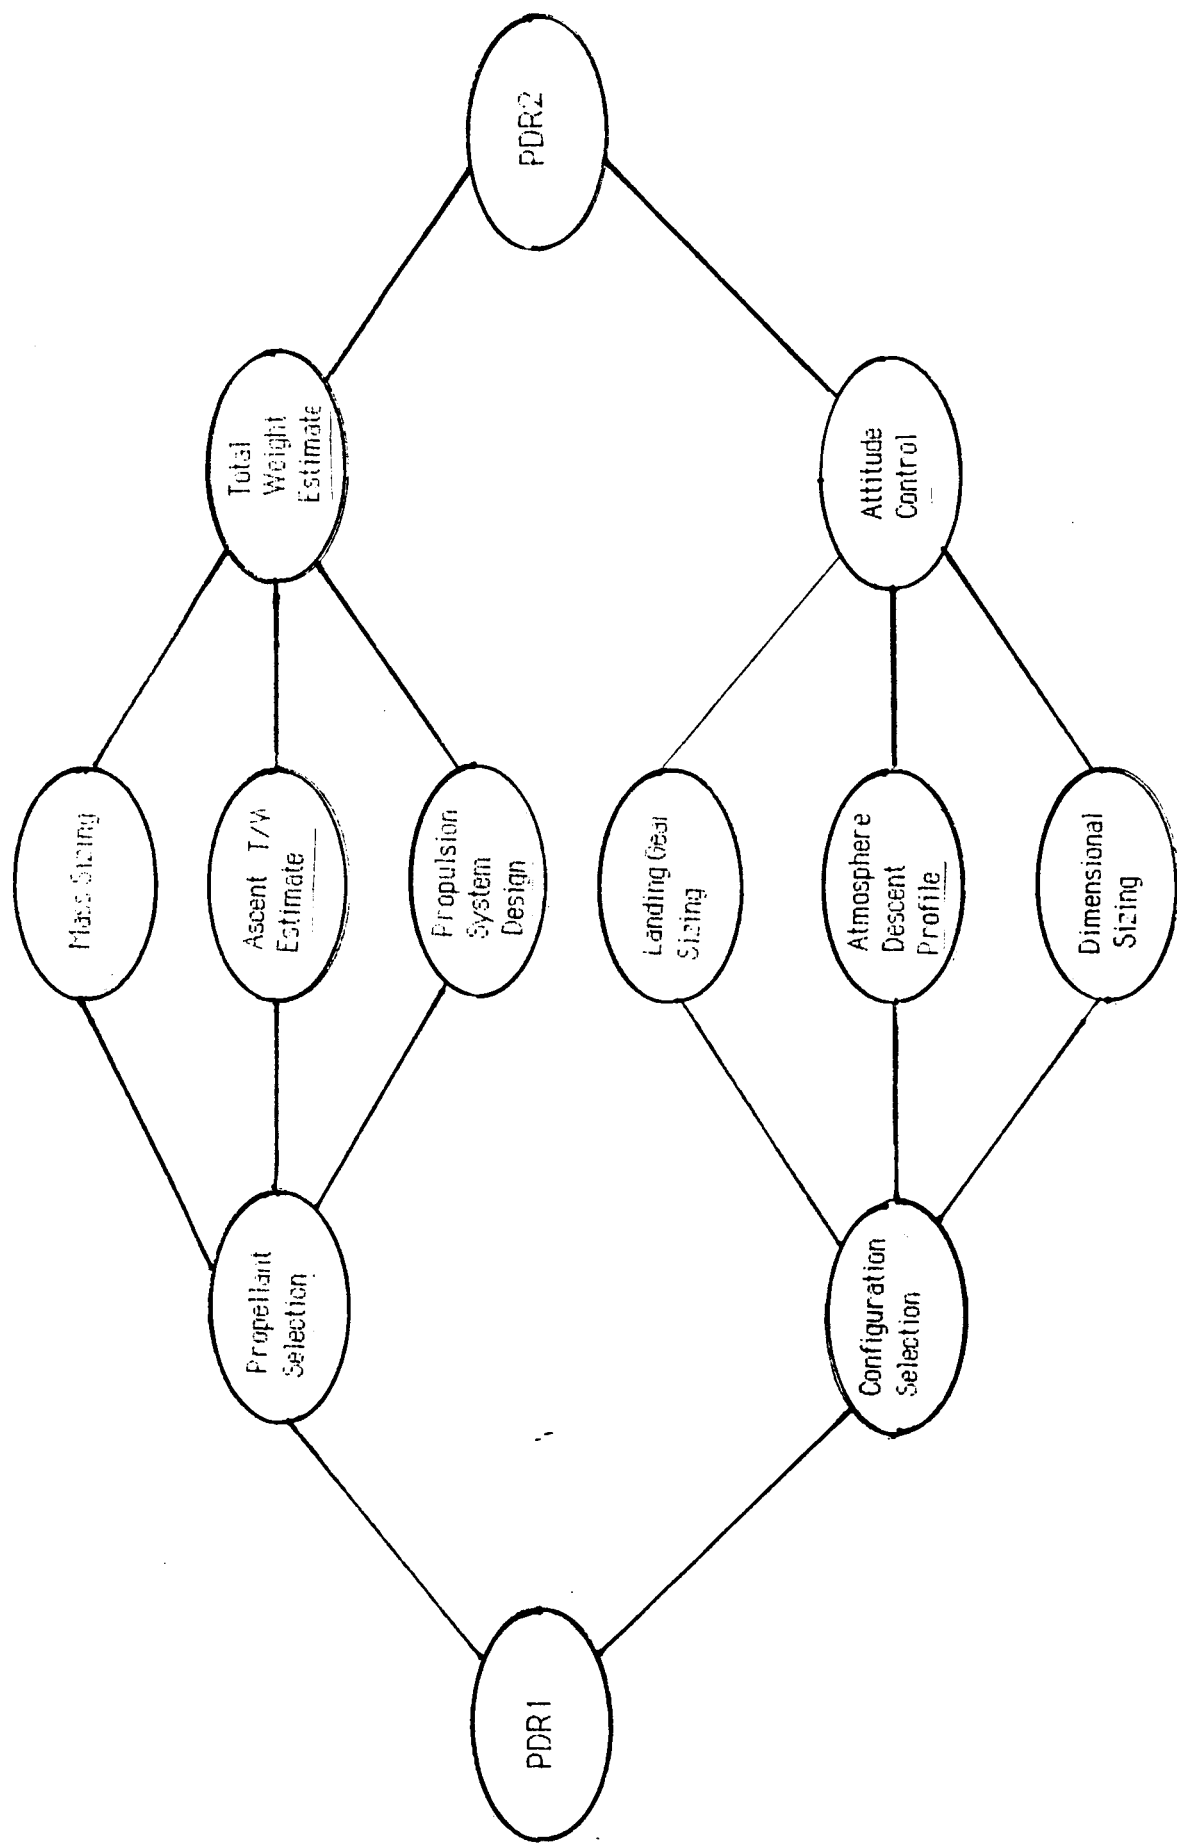 PDR1
Propellant
Selection
Configuration
Selection
Mass Sizing
Ascent T/W
Estimate
Propulsion
System
Design
Landing Gear
Sizing
Atmosphere
Descent
Profile
Dimensional
Sizing
Total
Weight
Estimate
Attitude
Control
PDR2